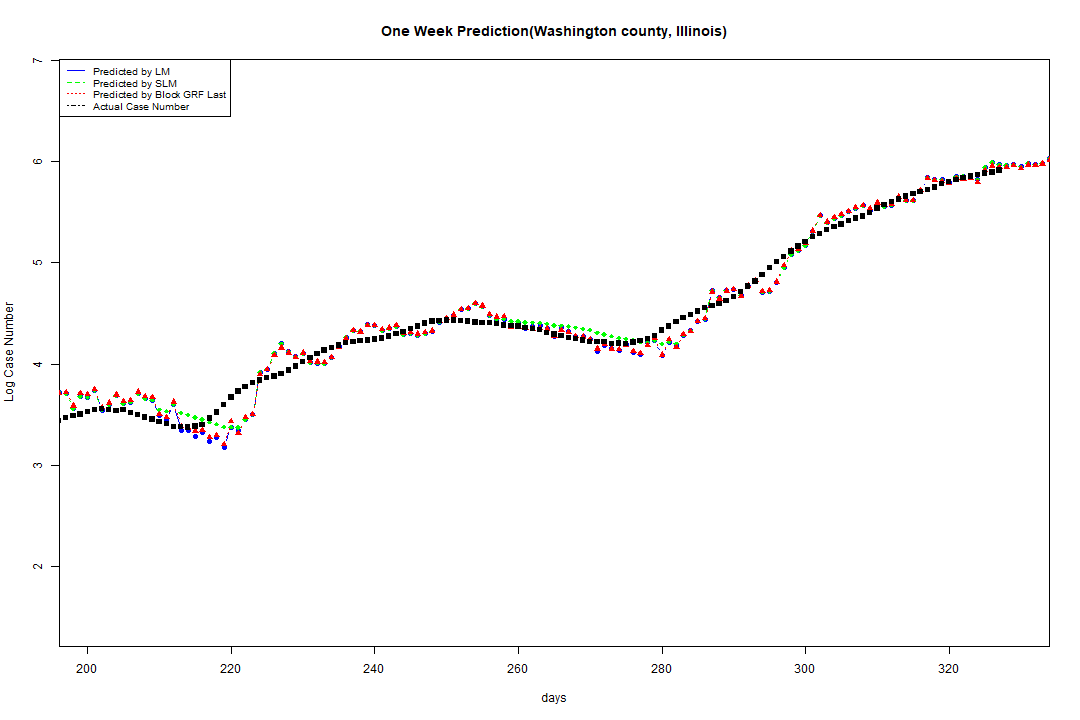 One Week Prediction(Washington county, Illinois)
Predicted by LM
Predicted by SLM
Predicted by Block GRF Last
Actual Case Number
7
6
5
4
3
2
Log Case Number
200 220 240 260 280 300 320
days